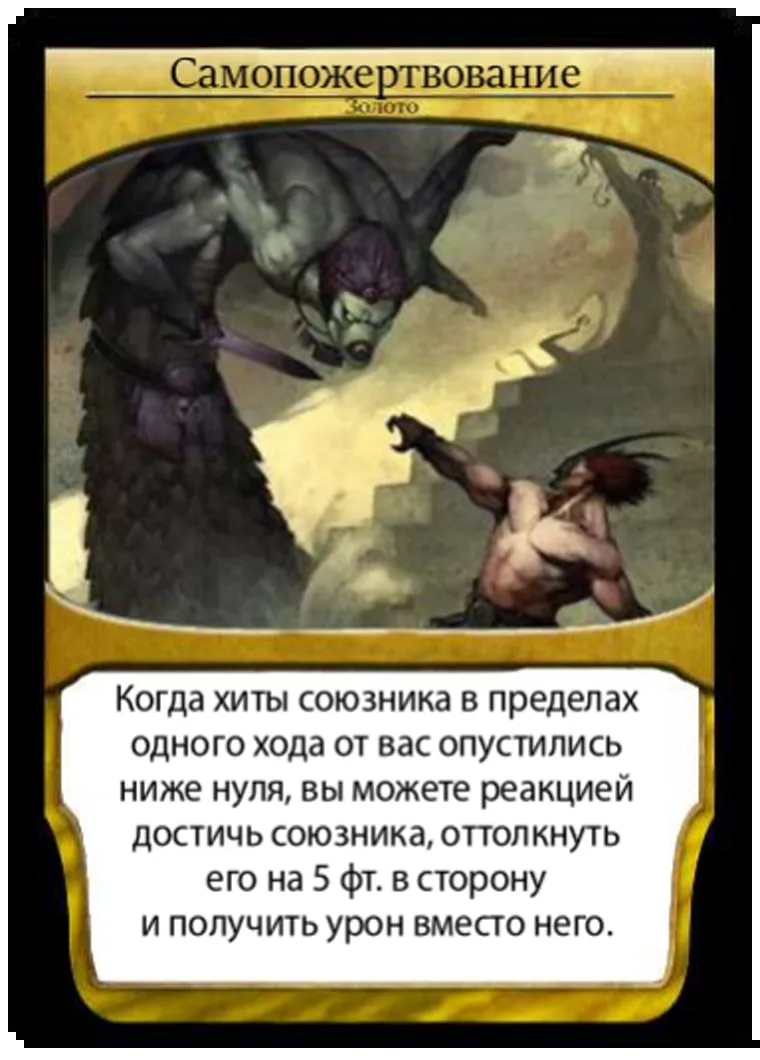 Самопожертвование
Золото
Когда хиты союзника в пределах
одного хода от вас опустились
ниже нуля, вы можете реакцией
достичь союзника, оттолкнуть
его на 5 фт. в сторону
и получить урон вместо него.